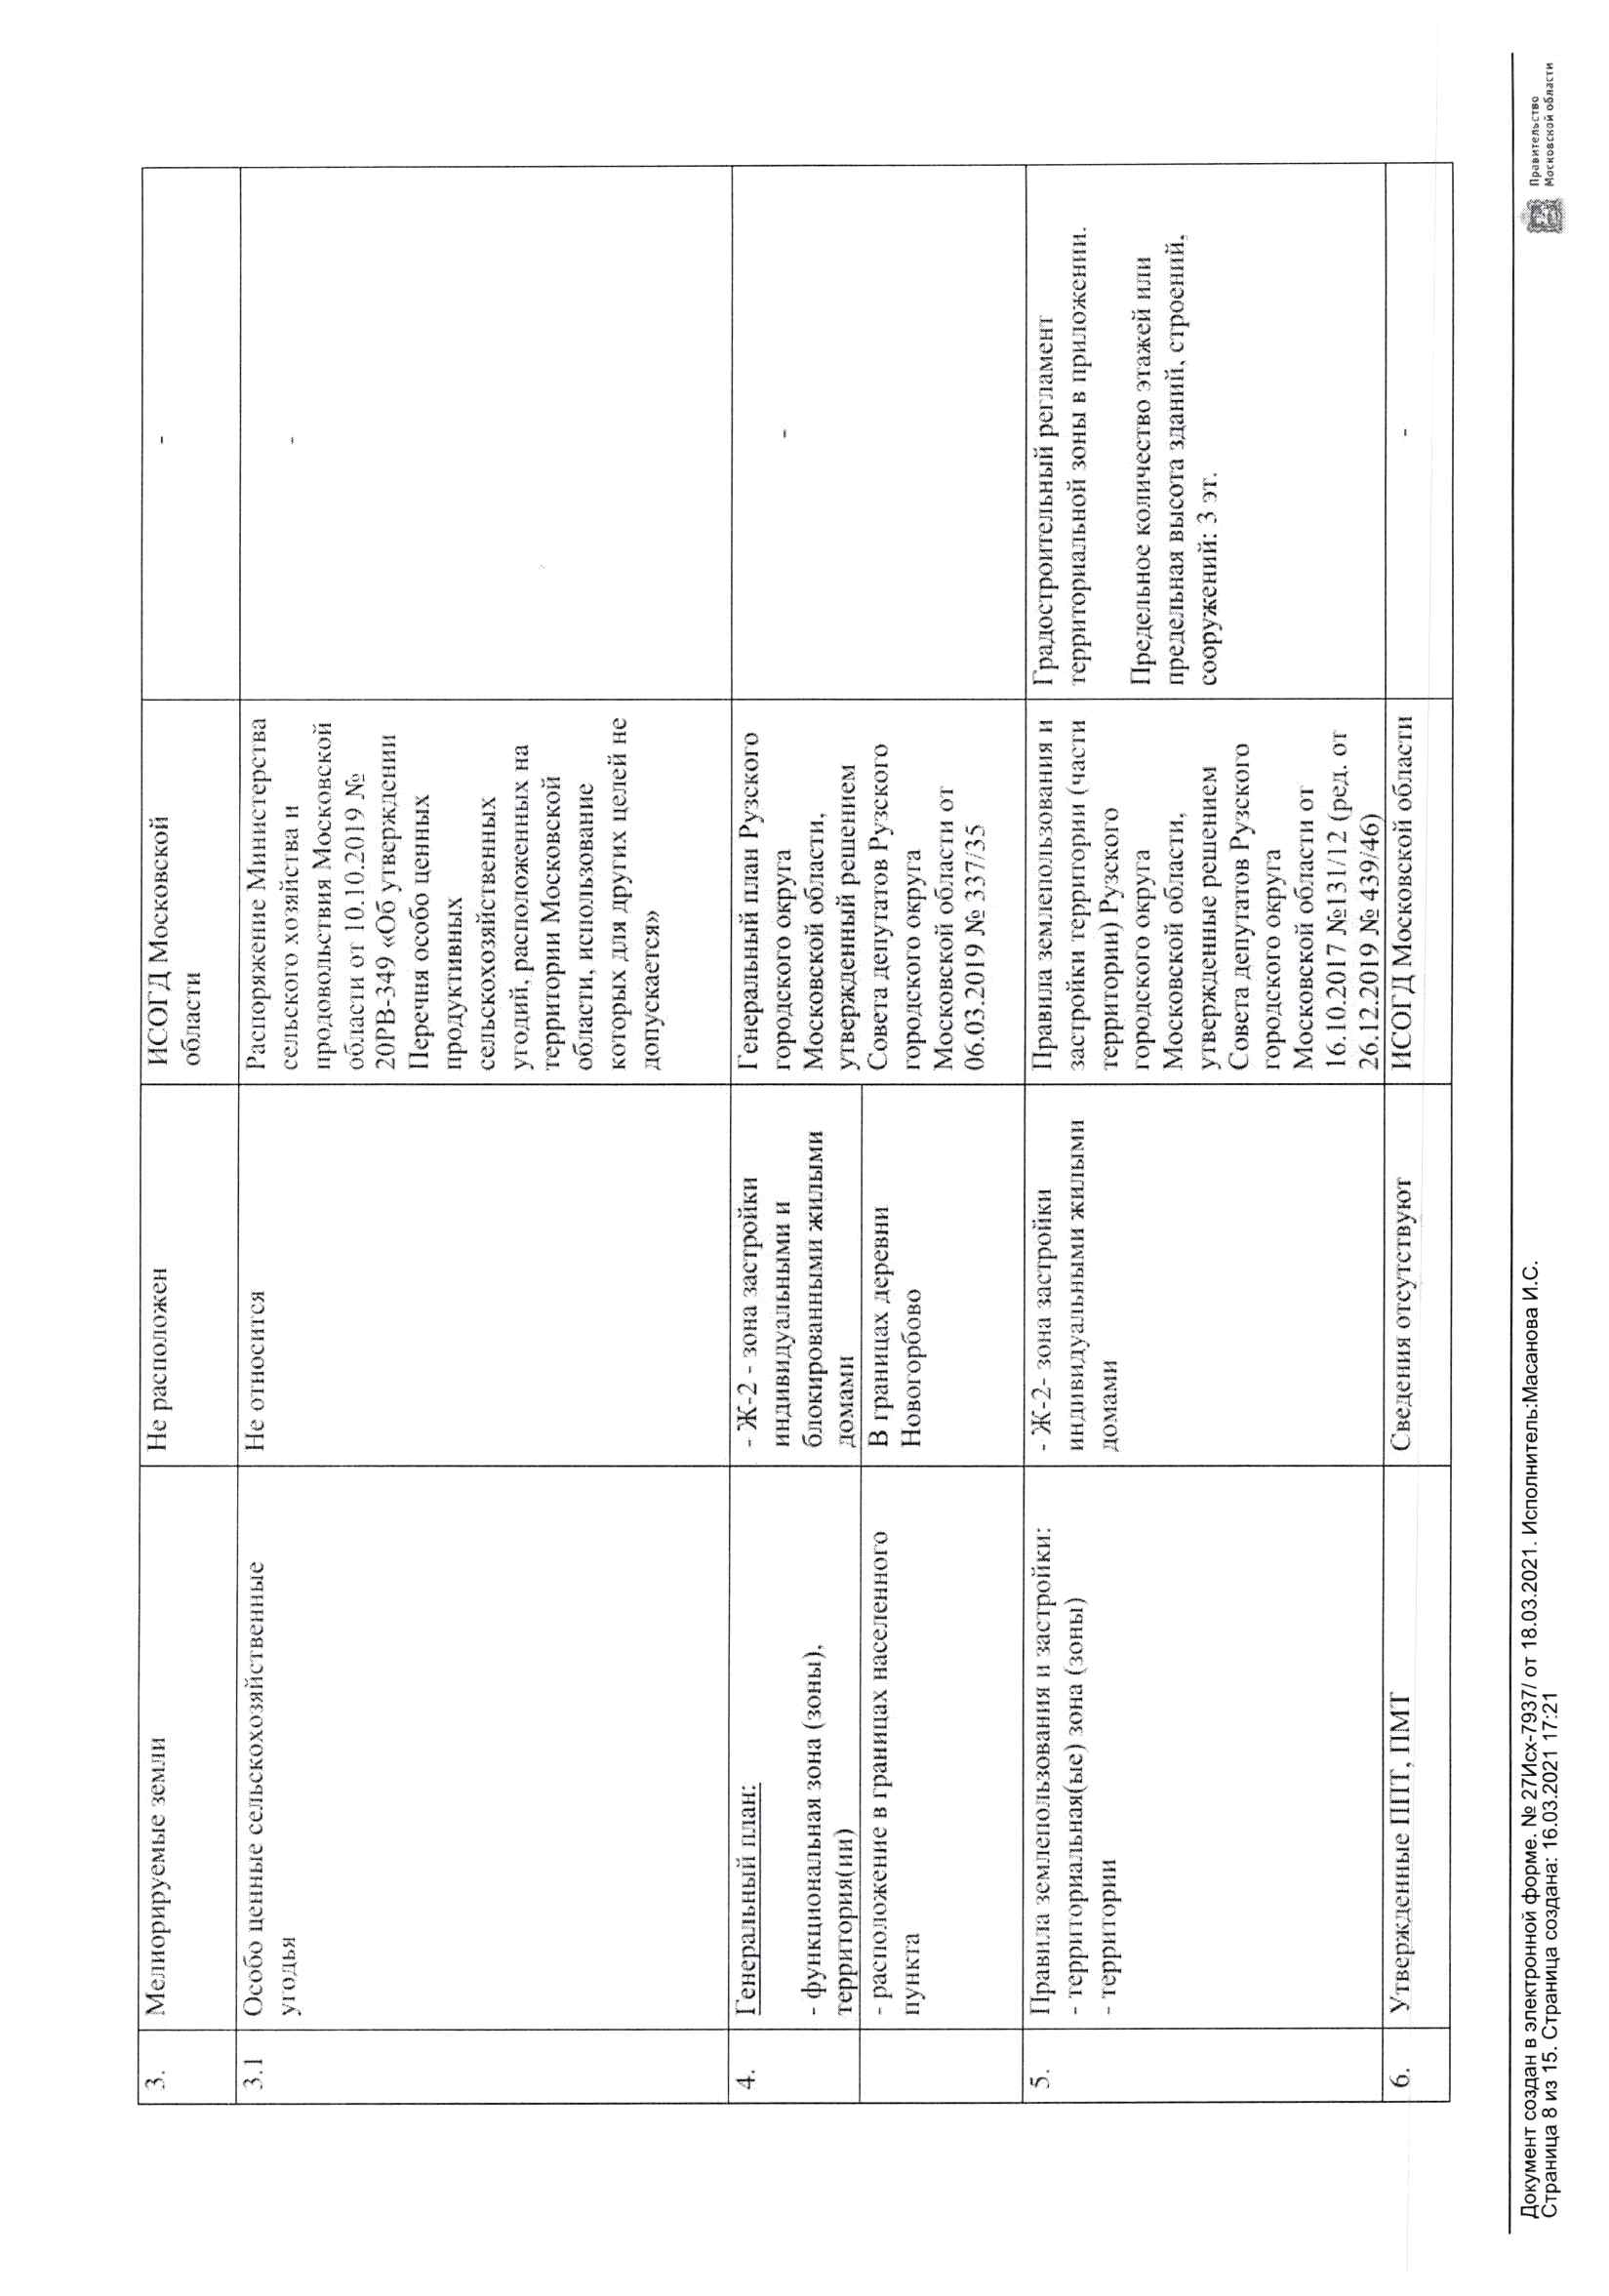 3.
Мелиорируемые земли
Не расположен
ИСОГД Московской
области
-
3.1
Особо ценные сельскохозяйственные
угодья
Не относится
Распоряжение Министерства
сельского хозяйства и
продовольствия Московской
области от 10.10.2019 №
20РВ-349 «Об утверждении
Перечня особо ценных
продуктивных
сельскохозяйственных
угодий, расположенных на
территории Московской
области, использование
которых для других целей не
допускается»
-
4.
Генеральный план:
- функциональная зона (зоны),
территория(ии)
- Ж-2 - зона застройки
индивидуальными и
блокированными жилыми
домами
- расположение в границах населенного
пункта
В границах деревни
Новогорбово
Генеральный план Рузского
городского округа
Московской области,
утвержденный решением
Совета депутатов Рузского
городского округа
Московской области от
06.03.2019 № 337/35
-
5.
Правила землепользования и застройки:
- территориальная(ые) зона (зоны)
- территории
- Ж-2- зона застройки
индивидуальными жилыми
домами
Правила землепользования и
застройки территории (части
территории) Рузского
городского округа
Московской области,
утвержденные решением
Совета депутатов Рузского
городского округа
Московской области от
16.10.2017 №131/12 (ред. от
26.12.2019 № 439/46)
Градостроительный регламент
территориальной зоны в приложении.
Предельное количество этажей или
предельная высота зданий, строений,
сооружений: 3 эт.
6.
Утвержденные ППТ, ПМТ
Сведения отсутствуют
ИСОГД Московской области
-
Документ создан в электронной форме. № 27Исх-7937/ от 18.03.2021. Исполнитель:Масанова И.С.
Страница 8 из 15. Страница создана: 16.03.2021 17:21
Правительство
Московской области